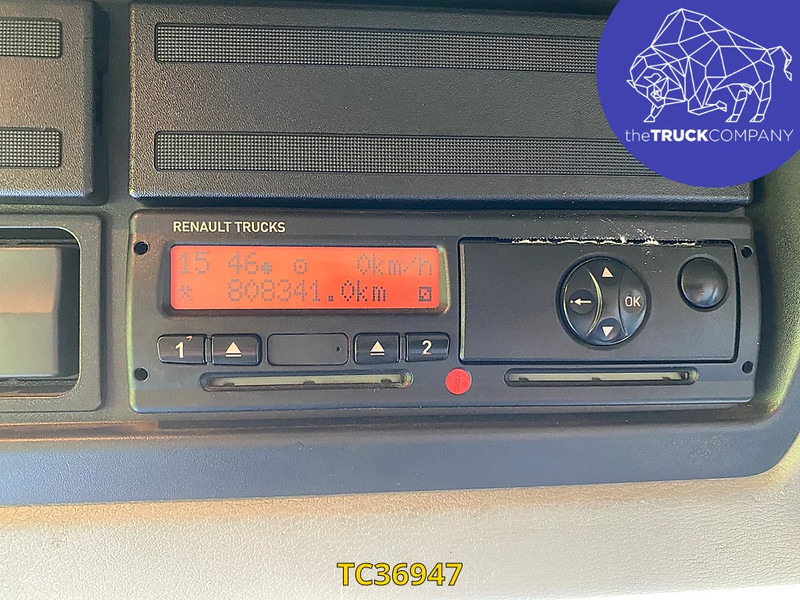 theTRUCKCOMPANY
RENAULT TRUCKS
15 46 0km/h
808341.0km
1
2
OK
TC36947